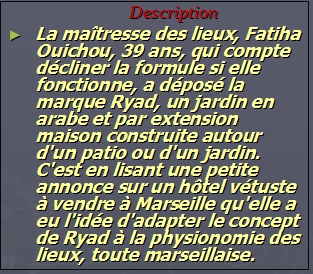 Description
► La maîtresse des lieux, Fatiha
Ouichou, 39 ans, qui compte
décliner la formule si elle
fonctionne, a déposé la
marque Ryad, un jardin en
arabe et par extension
maison construite autour
d'un patio ou d'un jardin.
C'est en lisant une petite
annonce sur un hôtel vétuste
à vendre à Marseille qu'elle a
eu l'idée d'adapter le concept
de Ryad à la physionomie des
lieux, toute marseillaise.